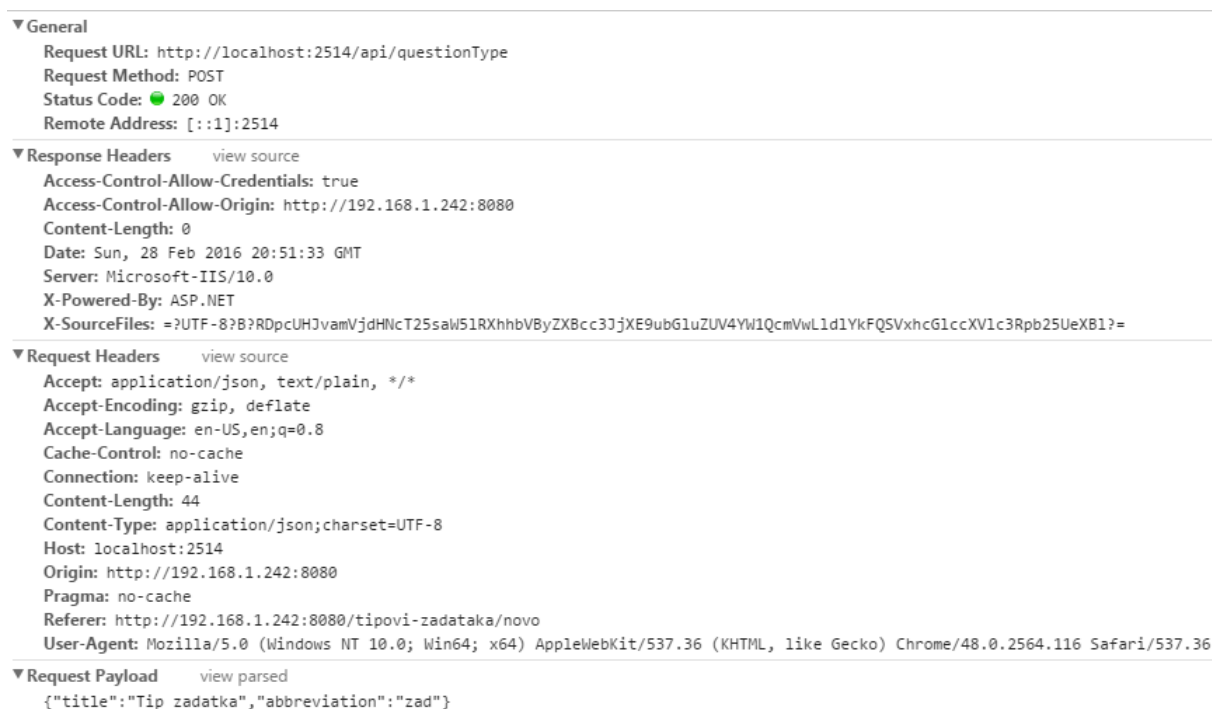 ▼General
Request URL: http://localhost:2514/api/questionType
Request Method: POST
Status Code: 200 OK
Remote Address: [::1]:2514
▼Response Headers view source
Access-Control-Allow-Credentials: true
Access-Control-Allow-Origin: http://192.168.1.242:8080
Content-Length: 0
Date: Sun, 28 Feb 2016 20:51:33 GMT
Server: Microsoft-IIS/10.0
X-Powered-By: ASP.NET
X-SourceFiles: =?UTF-8?B?RDpcUHJvamVjdHNcT25saW5lRXhhbVByZXBcc3JjXE9ubGluZUV4YW1QcmVwLldlYkFQSVxhcGlccXVlc3Rpb25UeXBl?=
▼Request Headers view source
Accept: application/json, text/plain, */*
Accept-Encoding: gzip, deflate
Accept-Language: en-US,en;q=0.8
Cache-Control: no-cache
Connection: keep-alive
Content-Length: 44
Content-Type: application/json;charset=UTF-8
Host: localhost:2514
Origin: http://192.168.1.242:8080
Pragma: no-cache
Referer: http://192.168.1.242:8080/tipovi-zadataka/novo
User-Agent: Mozilla/5.0 (Windows NT 10.0; Win64; x64) AppleWebKit/537.36 (KHTML, like Gecko) Chrome/48.0.2564.116 Safari/537.36
▼Request Payload view parsed
{"title":"Tip zadatka","abbreviation":"zad"}